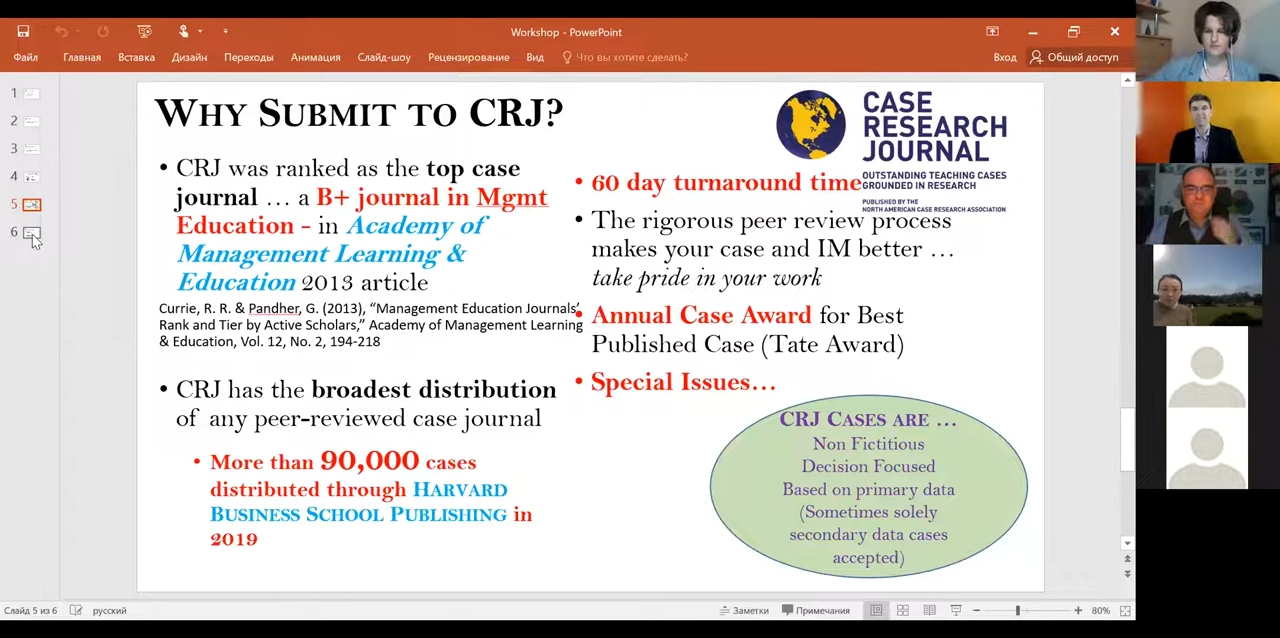 Workshop - PowerPoint
Файл Главная Вставка Дизайн Переходы Анимация Слайд-шоу Рецензирование Вид Что вы хотите сделать? Вход Общий доступ
1
2
3
4
5
6
WHY SUBMIT TO CRJ?
• CRJ was ranked as the top case
journal … a B+ journal in Mgmt
Education - in Academy of
Management Learning &
Education 2013 article
Currie, R. R. & Pandher, G. (2013), “Management Education Journals’
Rank and Tier by Active Scholars,” Academy of Management Learning
& Education, Vol. 12, No. 2, 194-218
• CRJ has the broadest distribution
of any peer-reviewed case journal
• More than 90,000 cases
distributed through HARVARD
BUSINESS SCHOOL PUBLISHING in
2019
CASE
RESEARCH
JOURNAL
OUTSTANDING TEACHING CASES
GROUNDED IN RESEARCH
PUBLISHED BY THE
NORTH AMERICAN CASE RESEARCH ASSOCIATION
• 60 day turnaround time
• The rigorous peer review process
makes your case and IM better …
take pride in your work
• Annual Case Award for Best
Published Case (Tate Award)
• Special Issues…
CRJ CASES ARE …
Non Fictitious
Decision Focused
Based on primary data
(Sometimes solely
secondary data cases
accepted)
Слайд 5 из 6 русский Заметки Примечания 80%